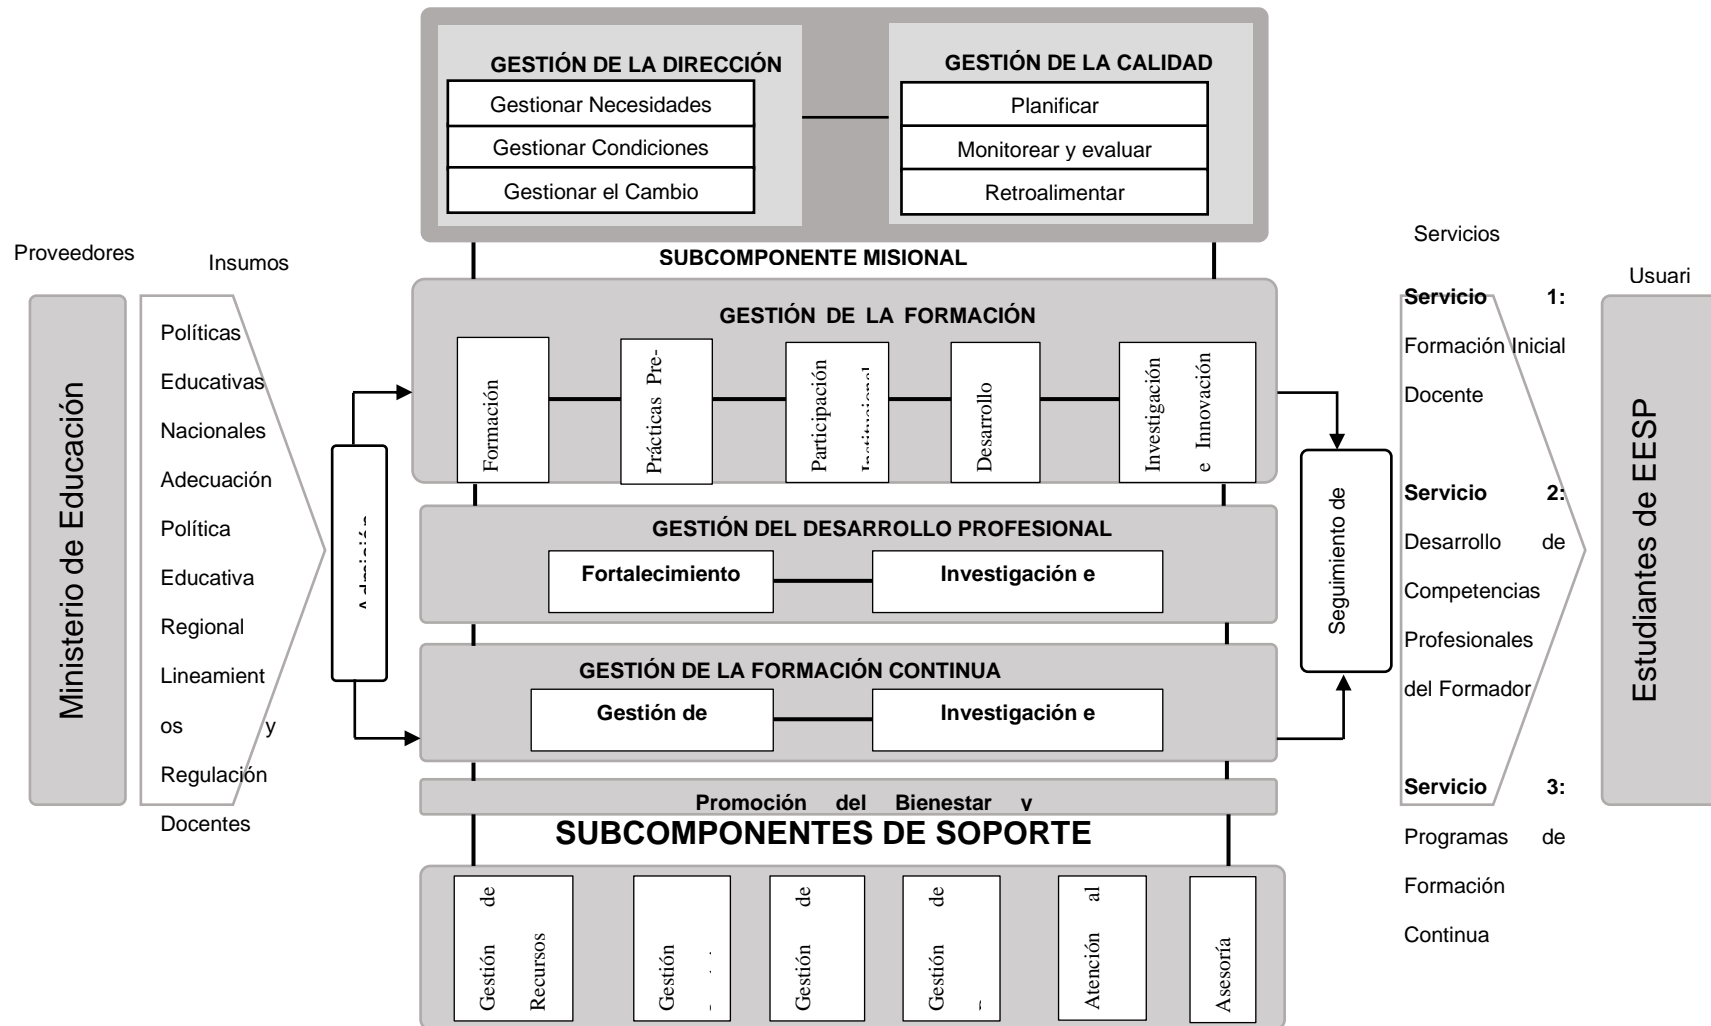 GESTIÓN DE LA DIRECCIÓN
Gestionar Necesidades
Gestionar Condiciones
Gestionar el Cambio
GESTIÓN DE LA CALIDAD
Planificar
Monitorear y evaluar
Retroalimentar
SUBCOMPONENTE MISIONAL
Proveedores
Ministerio de Educación
Insumos
Políticas
Educativas
Nacionales
Adecuación
Política
Educativa
Regional
Lineamient
os y
Regulación
Docentes
GESTIÓN DE LA FORMACIÓN
Formación
Prácticas Pre-
Participación
Desarrollo
Investigación
e Innovación
GESTIÓN DEL DESARROLLO PROFESIONAL
Fortalecimiento
Investigación e
GESTIÓN DE LA FORMACIÓN CONTINUA
Gestión de
Investigación e
Promoción del Bienestar y
SUBCOMPONENTES DE SOPORTE
Gestión de
Recursos
Gestión
Gestión de
Gestión de
Atención al
Asesoría
Seguimiento de
Servicios
Servicio 1:
Formación Inicial
Docente
Servicio 2:
Desarrollo de
Competencias
Profesionales
del Formador
Servicio 3:
Programas de
Formación
Continua
Usuari
Estudiantes de EESP